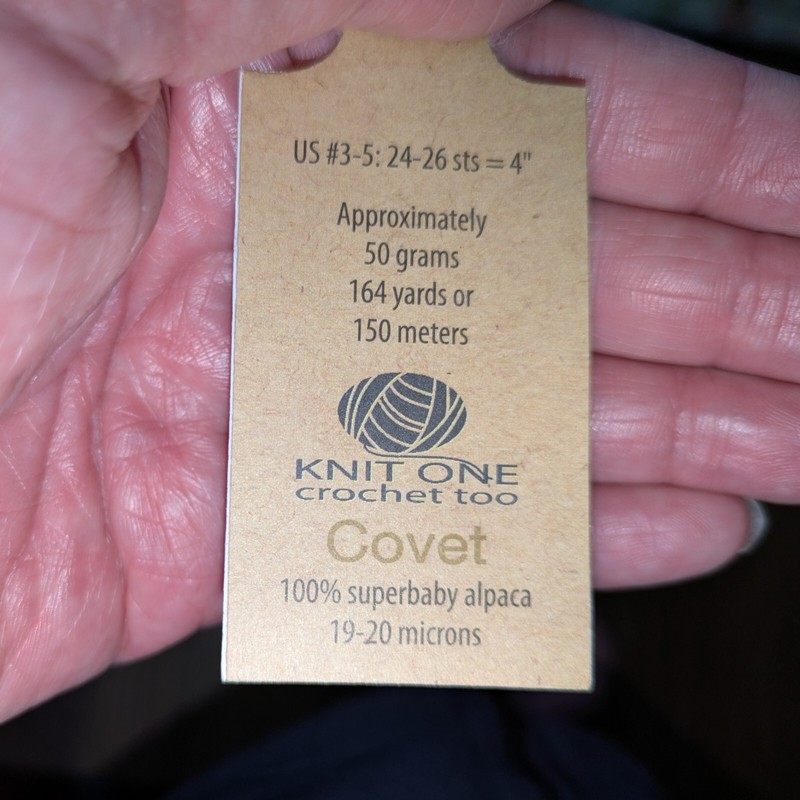 US #3-5: 24-26 sts = 4"
Approximately
50 grams
164 yards or
150 meters
KNIT ONE
crochet too
Covet
100% superbaby alpaca
19-20 microns